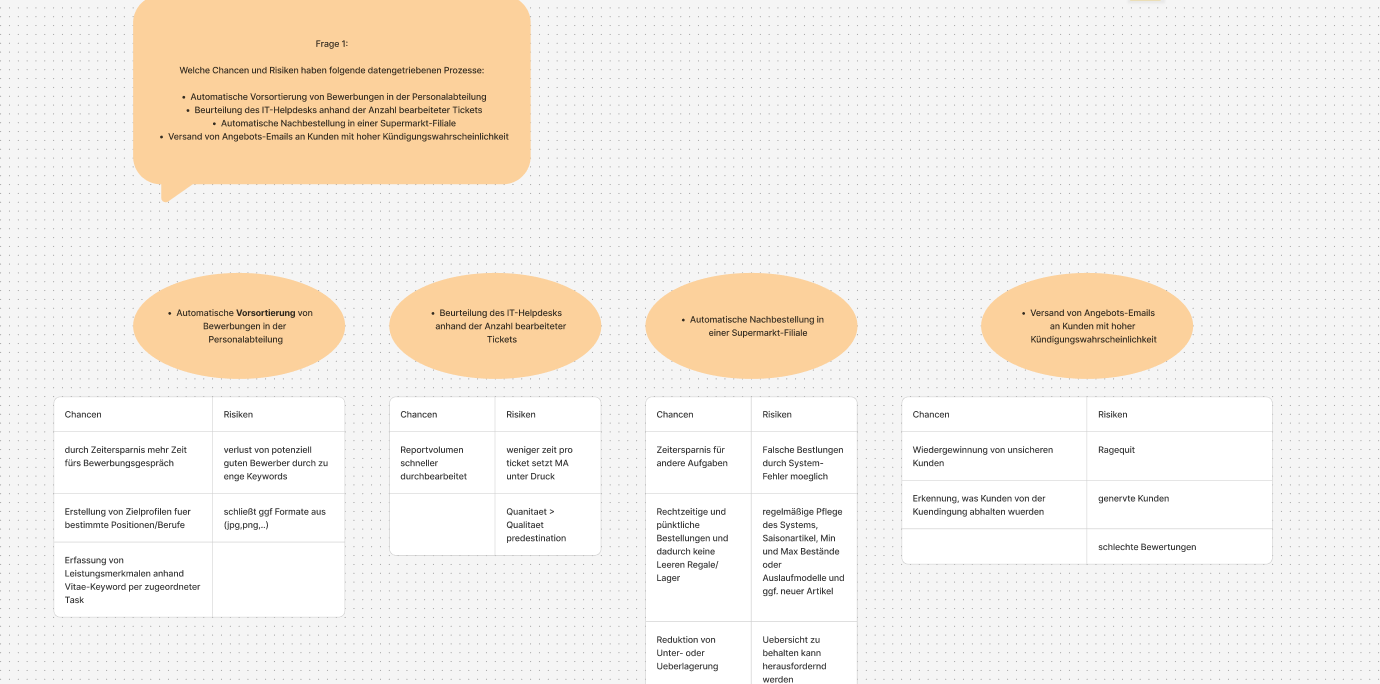 Frage 1:
Welche Chancen und Risiken haben folgende datengetriebenen Prozesse:
• Automatische Vorsortierung von Bewerbungen in der Personalabteilung
• Beurteilung des IT-Helpdesks anhand der Anzahl bearbeiteter Tickets
• Automatische Nachbestellung in einer Supermarkt-Filiale
• Versand von Angebots-Emails an Kunden mit hoher Kündigungswahrscheinlichkeit
• Automatische Vorsortierung von
Bewerbungen in der
Personalabteilung
Chancen
Risiken
durch Zeitersparnis mehr Zeit
fürs Bewerbungsgespräch
verlust von potenziell
guten Bewerber durch zu
enge Keywords
Erstellung von Zielprofilen fuer
bestimmte Positionen/Berufe
schließt ggf Formate aus
(jpg,png,..)
Erfassung von
Leistungsmerkmalen anhand
Vitae-Keyword per zugeordneter
Task
• Beurteilung des IT-Helpdesks
anhand der Anzahl bearbeiteter
Tickets
Chancen
Risiken
Reportvolumen
schneller
durchbearbeitet
weniger zeit pro
ticket setzt MA
unter Druck
Quanitaet >
Qualitaet
predestination
• Automatische Nachbestellung in
einer Supermarkt-Filiale
Chancen
Risiken
Zeitersparnis für
andere Aufgaben
Falsche Bestlungen
durch System-
Fehler moeglich
Rechtzeitige und
pünktliche
Bestellungen und
dadurch keine
Leeren Regale/
Lager
regelmäßige Pflege
des Systems,
Saisonartikel, Min
und Max Bestände
oder
Auslaufmodelle und
ggf. neuer Artikel
Reduktion von
Unter- oder
Ueberlagerung
Uebersicht zu
behalten kann
herausfordernd
werden
• Versand von Angebots-Emails
an Kunden mit hoher
Kündigungswahrscheinlichkeit
Chancen
Risiken
Wiedergewinnung von unsicheren
Kunden
Ragequit
Erkennung, was Kunden von der
Kuendingung abhalten wuerden
genervte Kunden
schlechte Bewertungen